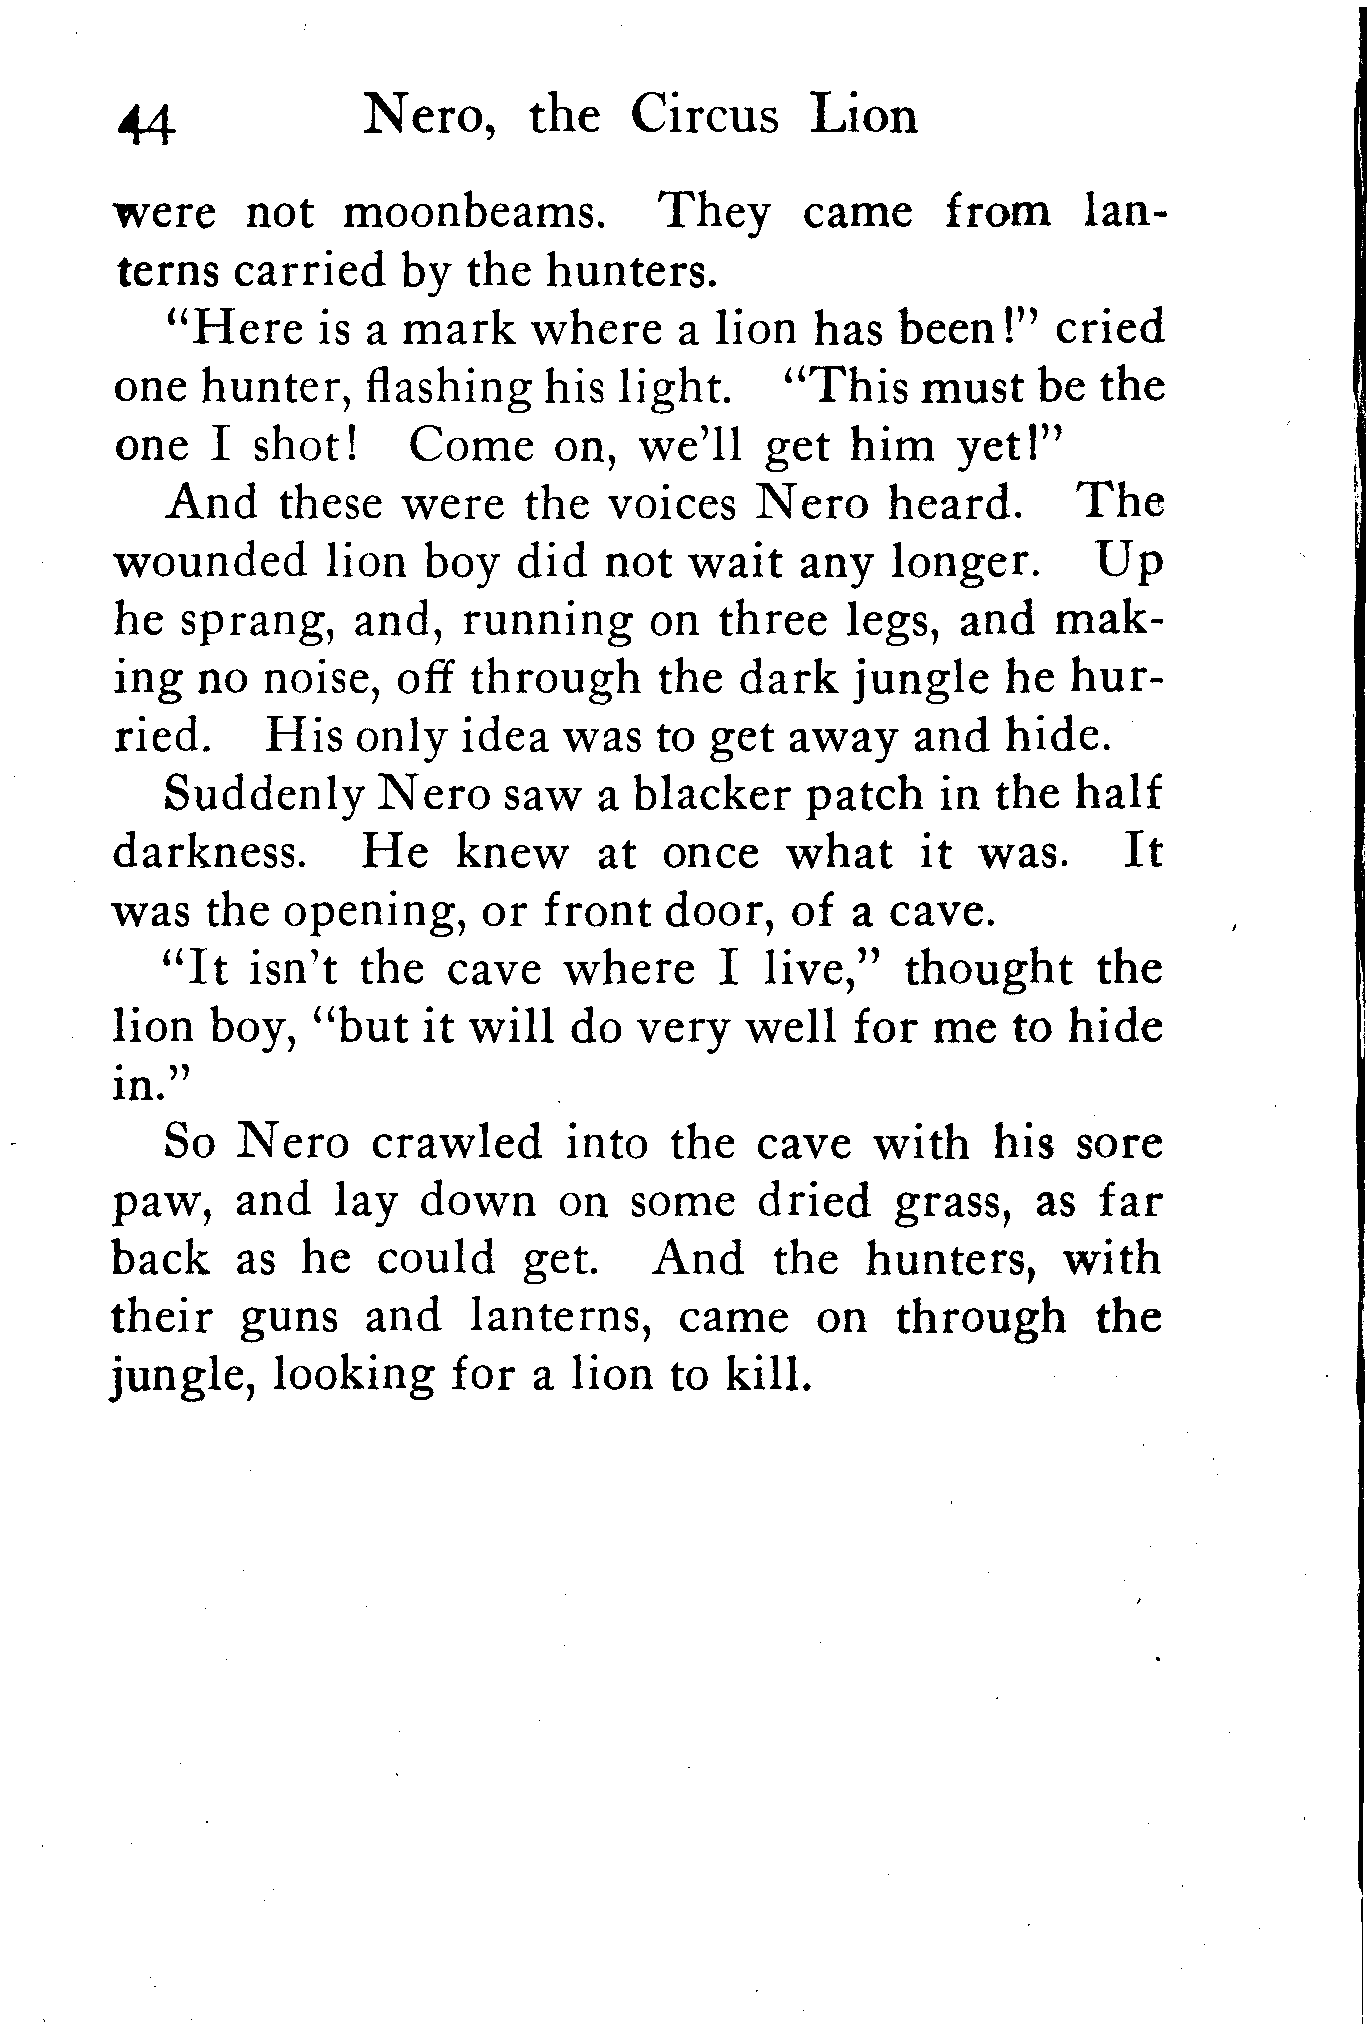 44 Nero, the Circus Lion
were not moonbeams. They came from lan-
terns carried by the hunters.
“Here is a mark where a lion has been!” cried
one hunter, flashing his light. “This must be the
one I shot! Come on, we’ll get him yet!”
And these were the voices Nero heard. The
wounded lion boy did not wait any longer. Up
he sprang, and, running on three legs, and mak-
ing no noise, off through the dark jungle he hur-
ried. His only idea was to get away and hide.
Suddenly Nero saw a blacker patch in the half
darkness. He knew at once what it was. It
was the opening, or front door, of a cave.
“It isn’t the cave where I live,” thought the
lion boy, “but it will do very well for me to hide
in.”
So Nero crawled into the cave with his sore
paw, and lay down on some dried grass, as far
back as he could get. And the hunters, with
their guns and lanterns, came on through the
jungle, looking for a lion to kill.